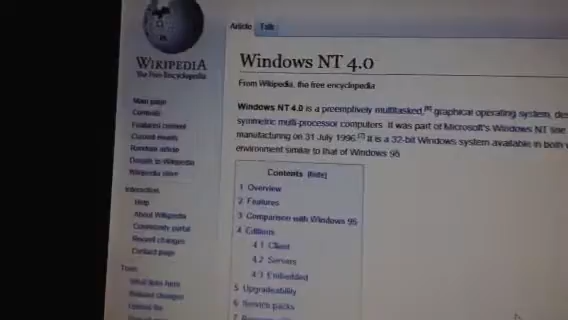 WIKIPEDIA
The Free Encyclopedia
Main page
Contents
Featured content
Current events
Random article
Donate to Wikipedia
Wikipedia store
Interaction
Help
About Wikipedia
Community portal
Recent changes
Contact page
Tools
What links here
Related changes
Upload file
Article Talk
Windows NT 4.0
From Wikipedia, the free encyclopedia
Windows NT 4.0 is a preemptively multitasked,[6] graphical operating system, des
symmetric multi-processor computers. It was part of Microsoft's Windows NT line
manufacturing on 31 July 1996.[7] It is a 32-bit Windows system available in both
environment similar to that of Windows 95.
Contents [hide]
1 Overview
2 Features
3 Comparison with Windows 95
4 Editions
4.1 Client
4.2 Servers
4.3 Embedded
5 Upgradeability
6 Service packs
7